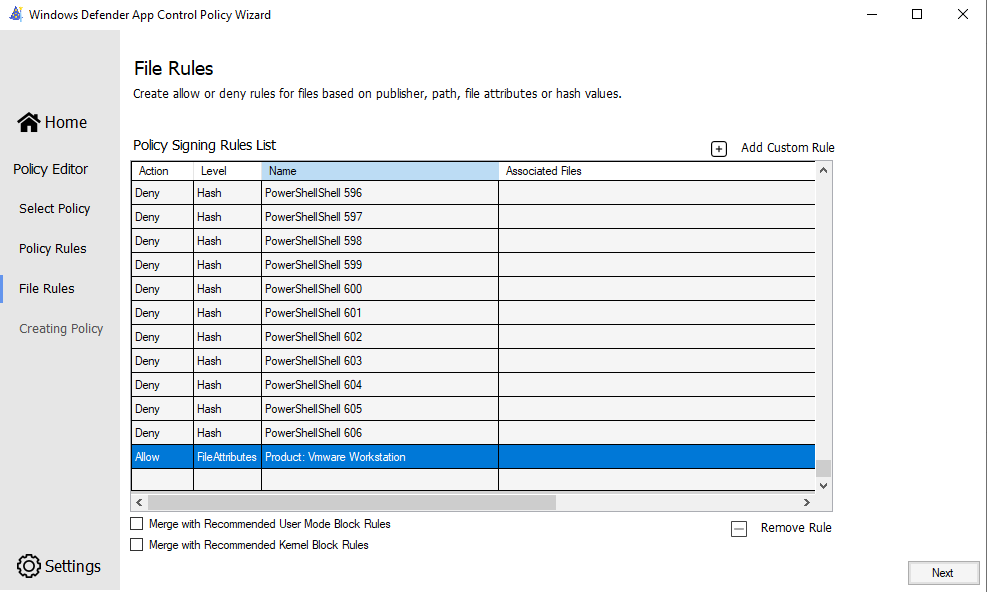 Windows Defender App Control Policy Wizard
File Rules
Create allow or deny rules for files based on publisher, path, file attributes or hash values.
Home
Policy Editor
Select Policy
Policy Rules
File Rules
Creating Policy
Settings
Policy Signing Rules List
Add Custom Rule
Action Level Name Associated Files
Deny Hash PowerShellShell 596
Deny Hash PowerShellShell 597
Deny Hash PowerShellShell 598
Deny Hash PowerShellShell 599
Deny Hash PowerShellShell 600
Deny Hash PowerShellShell 601
Deny Hash PowerShellShell 602
Deny Hash PowerShellShell 603
Deny Hash PowerShellShell 604
Deny Hash PowerShellShell 605
Deny Hash PowerShellShell 606
Allow FileAttributes Product: Vmware Workstation
Merge with Recommended User Mode Block Rules
Merge with Recommended Kernel Block Rules
Remove Rule
Next